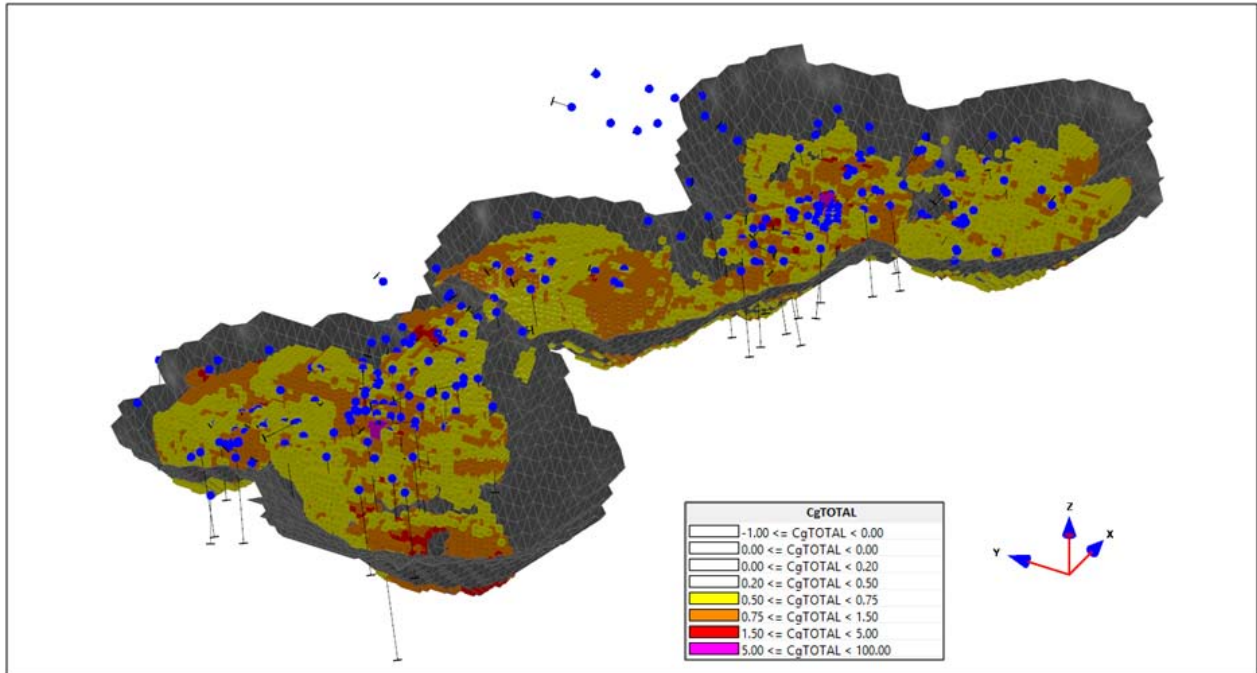 CgTOTAL
-1.00 <= CgTOTAL < 0.00
0.00 <= CgTOTAL < 0.00
0.00 <= CgTOTAL < 0.20
0.20 <= CgTOTAL < 0.50
0.50 <= CgTOTAL < 0.75
0.75 <= CgTOTAL < 1.50
1.50 <= CgTOTAL < 5.00
5.00 <= CgTOTAL < 100.00
Z
X
Y